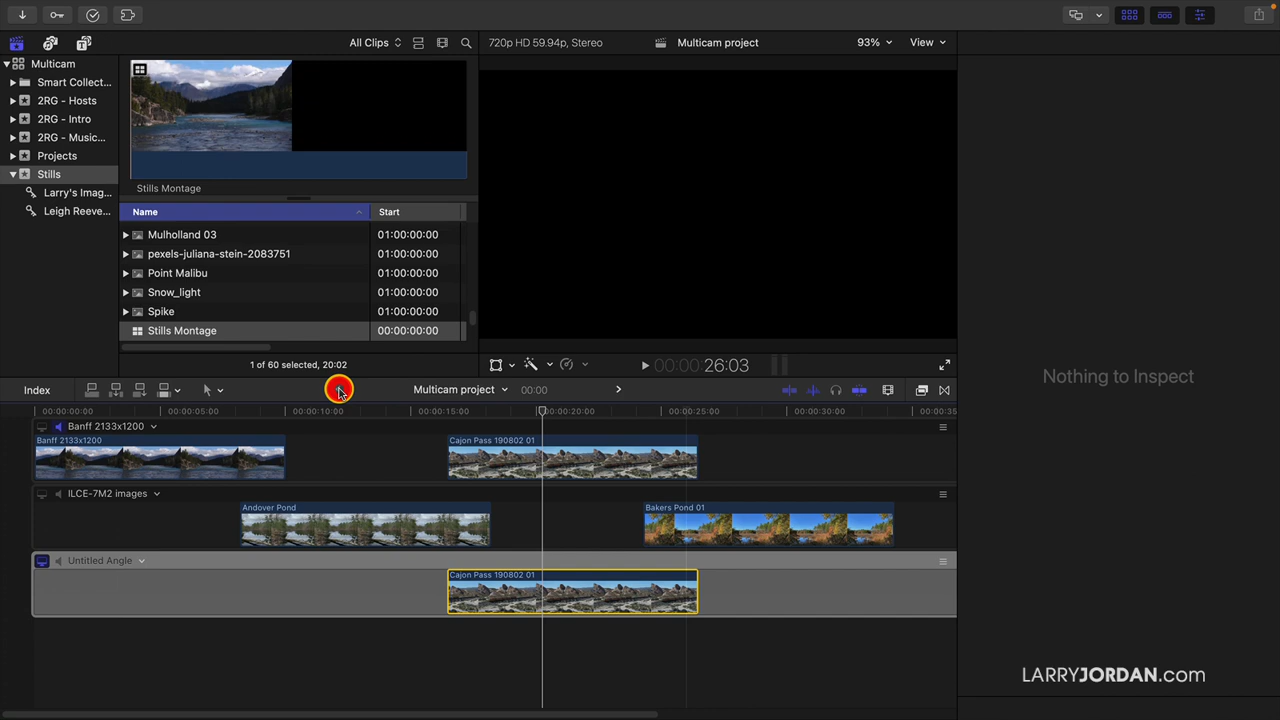 All Clips
720p HD 59.94p, Stereo
Multicam project
93%
View
Multicam
Smart Collect...
2RG - Hosts
2RG - Intro
2RG - Music...
Projects
Stills
Larry's Imag...
Leigh Reeve...
Stills Montage
Name
Start
Mulholland 03
01:00:00:00
pexels-juliana-stein-2083751
01:00:00:00
Point Malibu
01:00:00:00
Snow_light
01:00:00:00
Spike
01:00:00:00
Stills Montage
00:00:00:00
1 of 60 selected, 20:02
00:00:26:03
Nothing to Inspect
Index
Multicam project
00:00
00:00:00:00
00:00:05:00
00:00:10:00
00:00:15:00
00:00:20:00
00:00:25:00
00:00:30:00
00:00:35
Banff 2133x1200
Banff 2133x1200
Cajon Pass 190802 01
ILCE-7M2 images
Andover Pond
Bakers Pond 01
Untitled Angle
Cajon Pass 190802 01
LARRYJORDAN.com